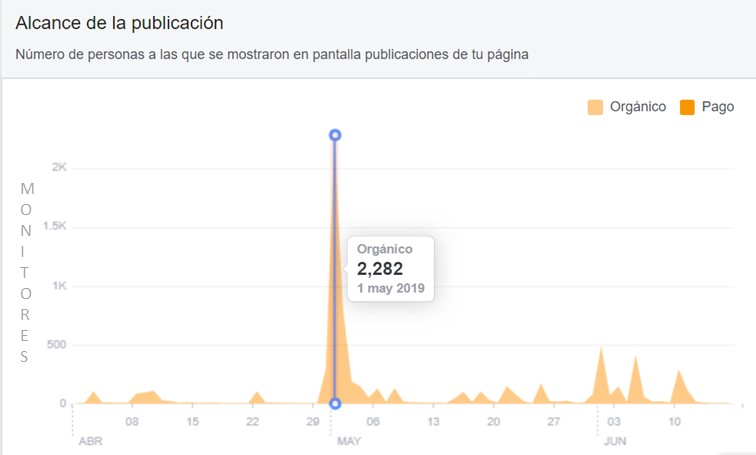 Alcance de la publicación
Número de personas a las que se mostraron en pantalla publicaciones de tu página
Orgánico Pago
MONITORES
2K
1.5K
1K
500
0
Orgánico
2,282
1 may 2019
08 15 22 29 06 13 20 27 03 10
ABR MAY JUN